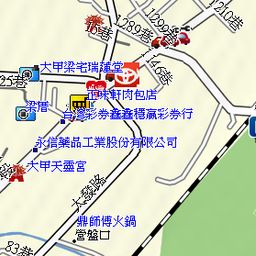 16巷
1289巷
1299巷
1210巷
大甲梁宅瑞蓮堂
146巷
25巷
正味軒肉包店
梁厝
台灣彩券鑫鑫穩贏彩券行
永信藥品工業股份有限公司
大甲天靈宮
大發路
鼎師傅火鍋
營盤口
83巷